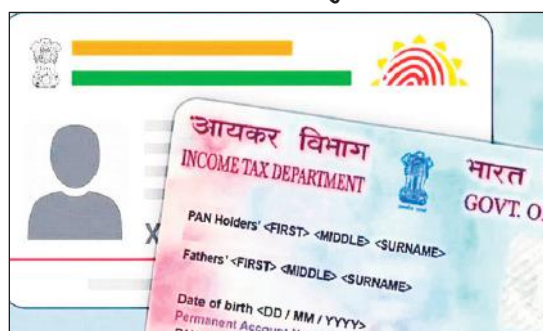 आयकर विभाग
भारत
INCOME TAX DEPARTMENT
GOVT. O
X
PAN Holders' <FIRST> <MIDDLE> <SURNAME>
Fathers' <FIRST> <MIDDLE> <SURNAME>
Date of birth <DD / MM / YYYY>
Permanent Account